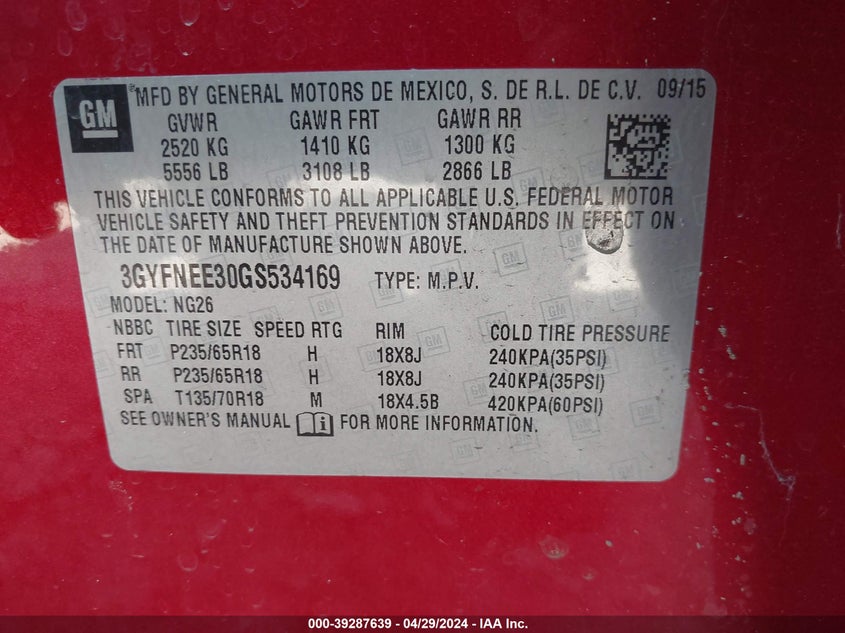 GM
MFD BY GENERAL MOTORS DE MEXICO, S. DE R.L. DE C.V. 09/15
GVWR GAWR FRT GAWR RR
2520 KG 1410 KG 1300 KG
5556 LB 3108 LB 2866 LB
THIS VEHICLE CONFORMS TO ALL APPLICABLE U.S. FEDERAL MOTOR
VEHICLE SAFETY AND THEFT PREVENTION STANDARDS IN EFFECT ON
THE DATE OF MANUFACTURE SHOWN ABOVE.
3GYFNEE30GS534169 TYPE: M.P.V.
MODEL: NG26
NBBC TIRE SIZE SPEED RTG RIM COLD TIRE PRESSURE
FRT P235/65R18 H 18X8J 240KPA(35PSI)
RR P235/65R18 H 18X8J 240KPA(35PSI)
SPA T135/70R18 M 18X4.5B 420KPA(60PSI)
SEE OWNER'S MANUAL FOR MORE INFORMATION.
000-39287639 - 04/29/2024 - IAA, Inc.